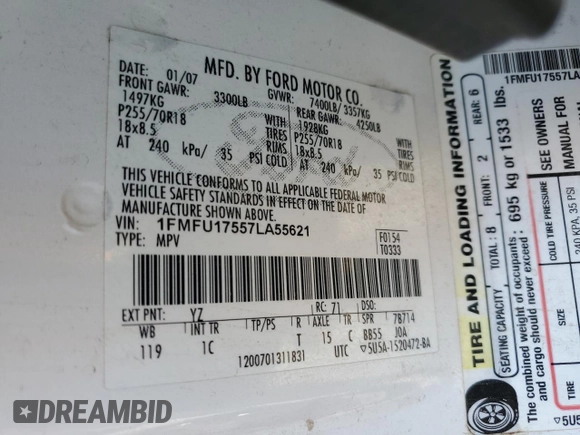 MFD. BY FORD MOTOR CO.
DATE: 01/07 GVWR: 7400LB/ 3357KG
FRONT GAWR: 3300LB REAR GAWR: 4250LB
1497KG WITH 1928KG WITH
P255/70R18 TIRES P255/70R18 TIRES
18x8.5 RIMS 18x8.5 RIMS
AT 240 kPa/ 35 PSI COLD AT 240 kPa/ 35 PSI COLD
THIS VEHICLE CONFORMS TO ALL APPLICABLE FEDERAL MOTOR
VEHICLE SAFETY STANDARDS IN EFFECT ON THE DATE OF
MANUFACTURE SHOWN ABOVE.
VIN: 1FMFU17557LA55621 F0154
TYPE: MPV T0333
EXT PNT: YZ RC: 71 DSO:
WB INT TR TP/PS R AXLE TR SPR 7B714
119 1C T 15 C BB55 JOA
1200701311831 UTC ▽5U5A-1520472-BA
Ford
TIRE AND LOADING INFORMATION
SEATING CAPACITY TOTAL: 8 FRONT: 2 REAR: 6
The combined weight of occupants
and cargo should never exceed : 695 kg or 1533 lbs.
1FMFU17557LA
SEE OWNERS
TIRE SIZE COLD TIRE PRESSURE
240 KPA, 35 PSI
▽5U5
DREAMBID